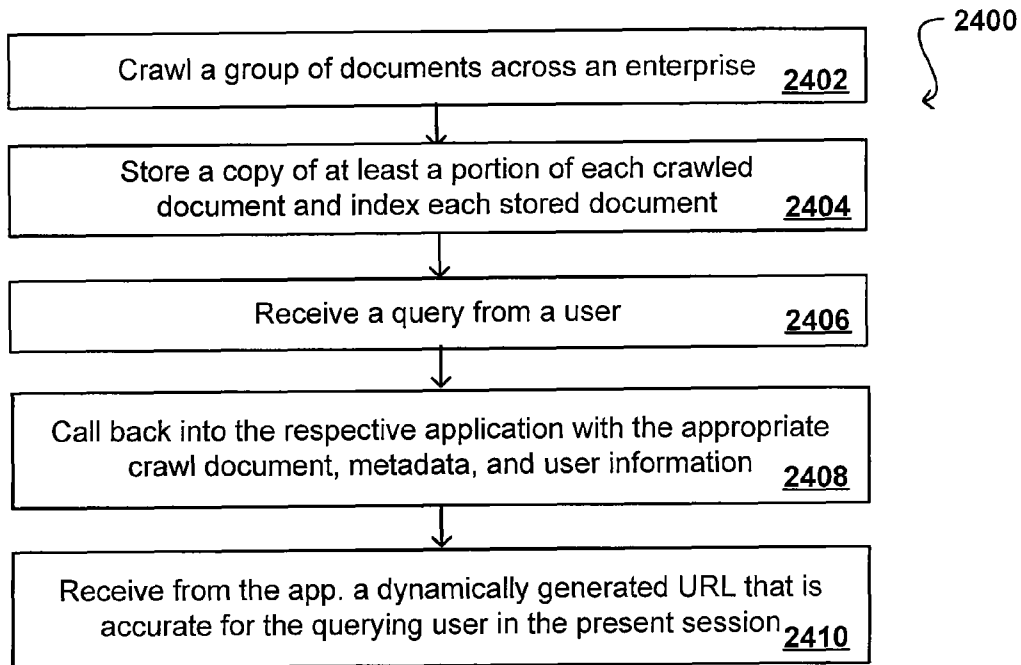 2400
Crawl a group of documents across an enterprise 2402
Store a copy of at least a portion of each crawled
document and index each stored document 2404
Receive a query from a user 2406
Call back into the respective application with the appropriate
crawl document, metadata, and user information 2408
Receive from the app. a dynamically generated URL that is
accurate for the querying user in the present session 2410